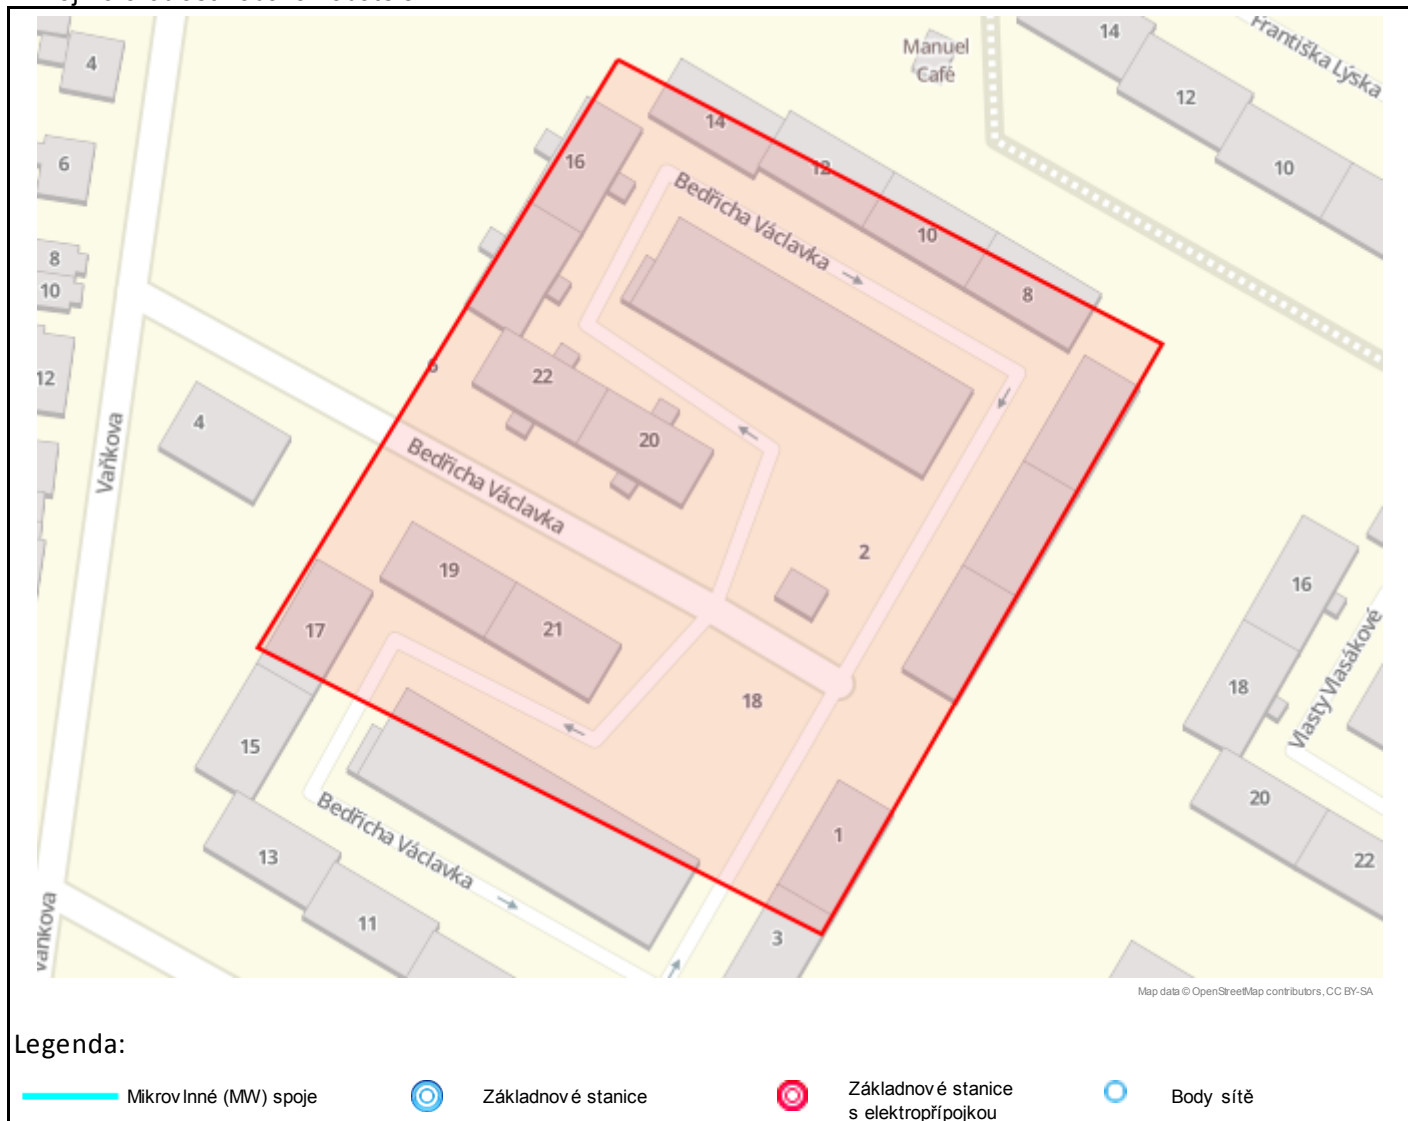 4
Manuel
Café
14
Františka Lýska
12
10
6
16
14
12
10
8
Bedřicha Václavka
8
10
12
6
22
20
4
Vaňkova
Bedřicha Václavka
2
19
21
17
18
15
16
18
Vlasty Vlasákové
20
22
Bedřicha Václavka
13
11
1
3
Vaňkova
Map data © OpenStreetMap contributors, CC BY-SA
Legenda:
Mikrovlnné (MW) spoje
Základnové stanice
Základnové stanice
s elektropřípojkou
Body sítě